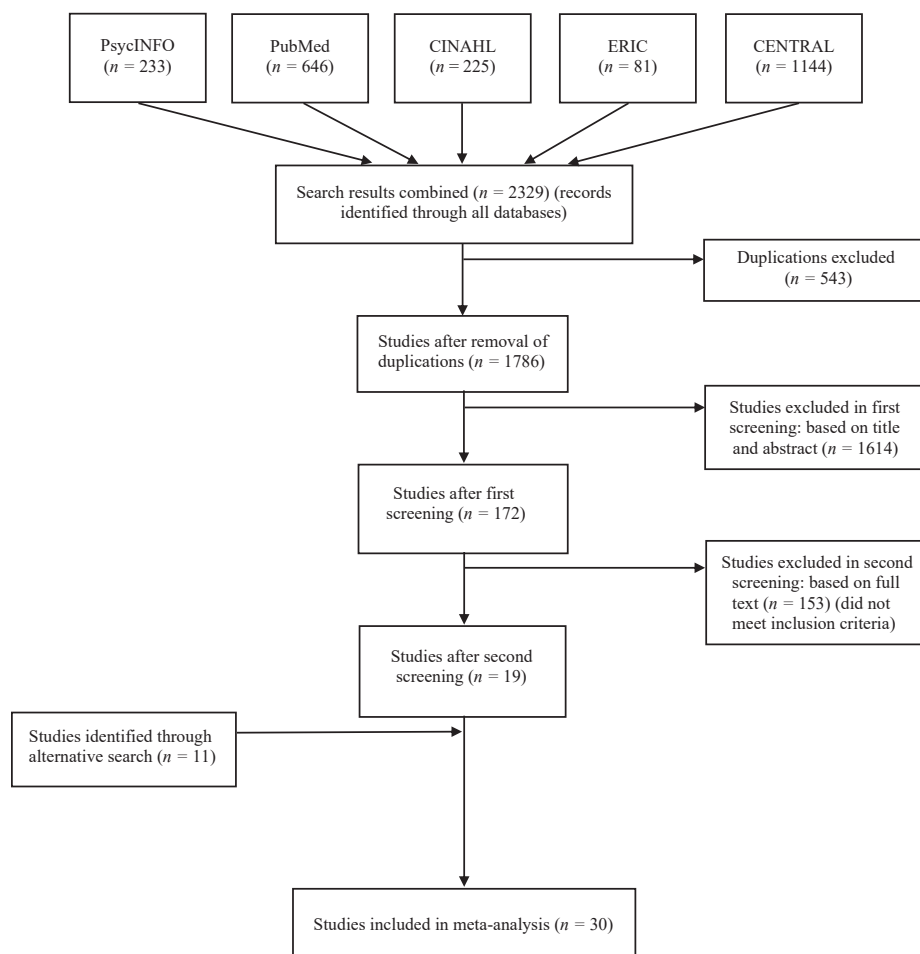 PsycINFO
(n = 233)
PubMed
(n = 646)
CINAHL
(n = 225)
ERIC
(n = 81)
CENTRAL
(n = 1144)
Search results combined (n = 2329) (records
identified through all databases)
Duplications excluded
(n = 543)
Studies after removal of
duplications (n = 1786)
Studies excluded in first
screening: based on title
and abstract (n = 1614)
Studies after first
screening (n = 172)
Studies excluded in second
screening: based on full
text (n = 153) (did not
meet inclusion criteria)
Studies after second
screening (n = 19)
Studies identified through
alternative search (n = 11)
Studies included in meta-analysis (n = 30)